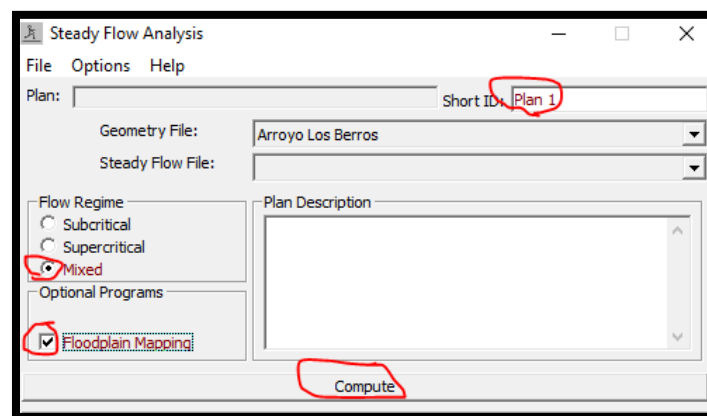 Steady Flow Analysis
File Options Help
Plan: Short ID: Plan 1
Geometry File: Arroyo Los Berros
Steady Flow File:
Flow Regime
Subcritical
Supercritical
Mixed
Optional Programs
Floodplain Mapping
Plan Description
Compute